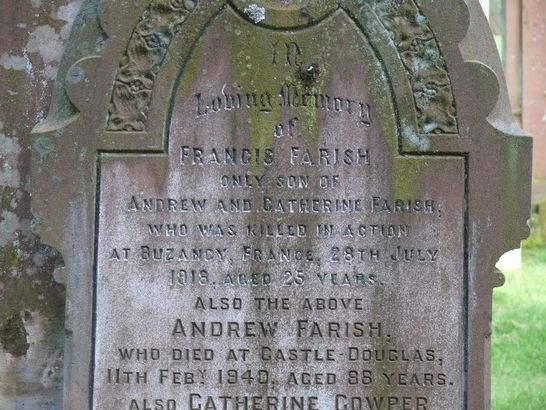 In
Loving Memory
of
FRANCIS FARISH,
ONLY SON OF
ANDREW AND CATHERINE FARISH,
WHO WAS KILLED IN ACTION
AT BUZANCY, FRANCE, 28TH JULY
1918, AGED 25 YEARS.
ALSO THE ABOVE
ANDREW FARISH,
WHO DIED AT CASTLE-DOUGLAS,
11TH FEBY. 1940, AGED 88 YEARS.
ALSO CATHERINE COWPER